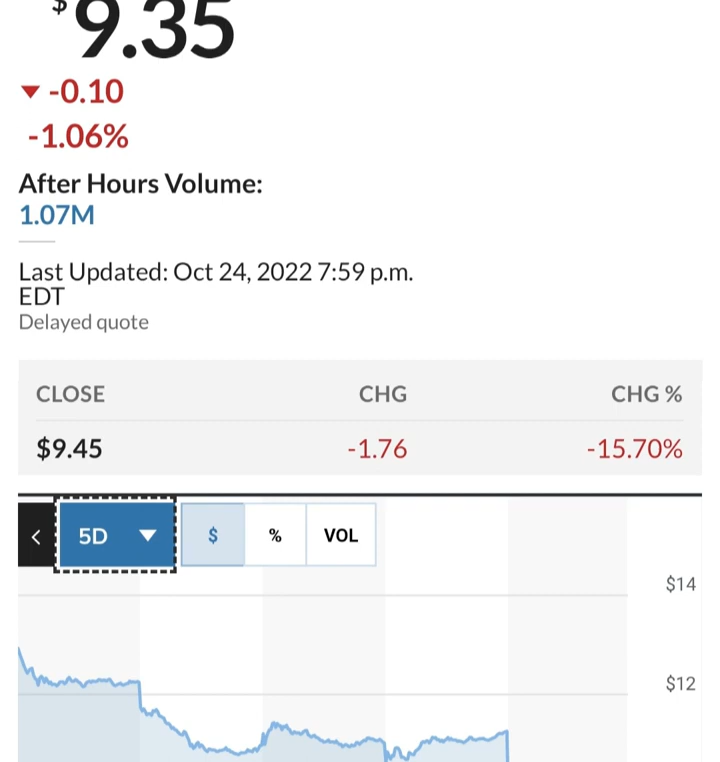 $9.35
-0.10
-1.06%
After Hours Volume:
1.07M
Last Updated: Oct 24, 2022 7:59 p.m.
EDT
Delayed quote
CLOSE CHG CHG %
$9.45 -1.76 -15.70%
< 5D $ % VOL
$14
$12